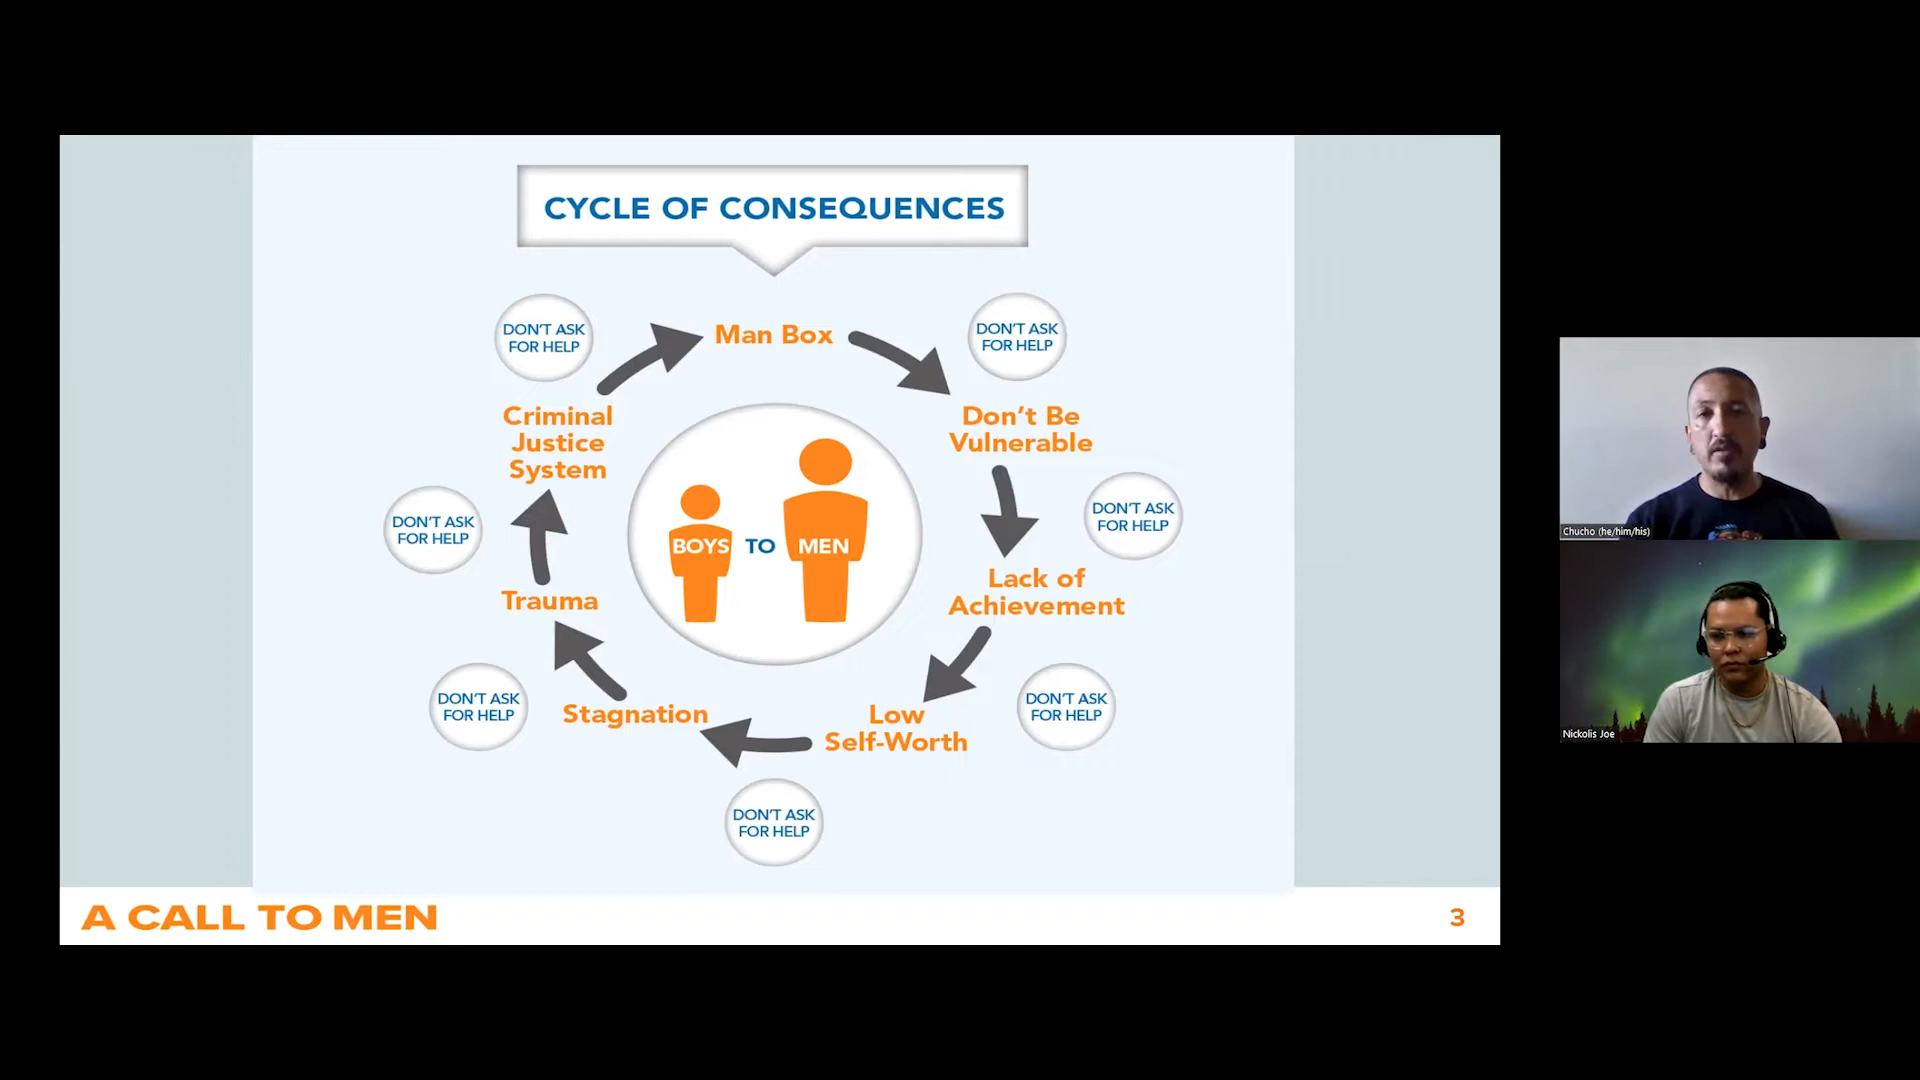 CYCLE OF CONSEQUENCES
Man Box
DON'T ASK
FOR HELP
Don't Be
Vulnerable
DON'T ASK
FOR HELP
Lack of
Achievement
DON'T ASK
FOR HELP
Low
Self-Worth
DON'T ASK
FOR HELP
Stagnation
DON'T ASK
FOR HELP
Trauma
DON'T ASK
FOR HELP
Criminal
Justice
System
DON'T ASK
FOR HELP
BOYS TO MEN
A CALL TO MEN
3
Chucho (he/him/his)
Nickolis Joe